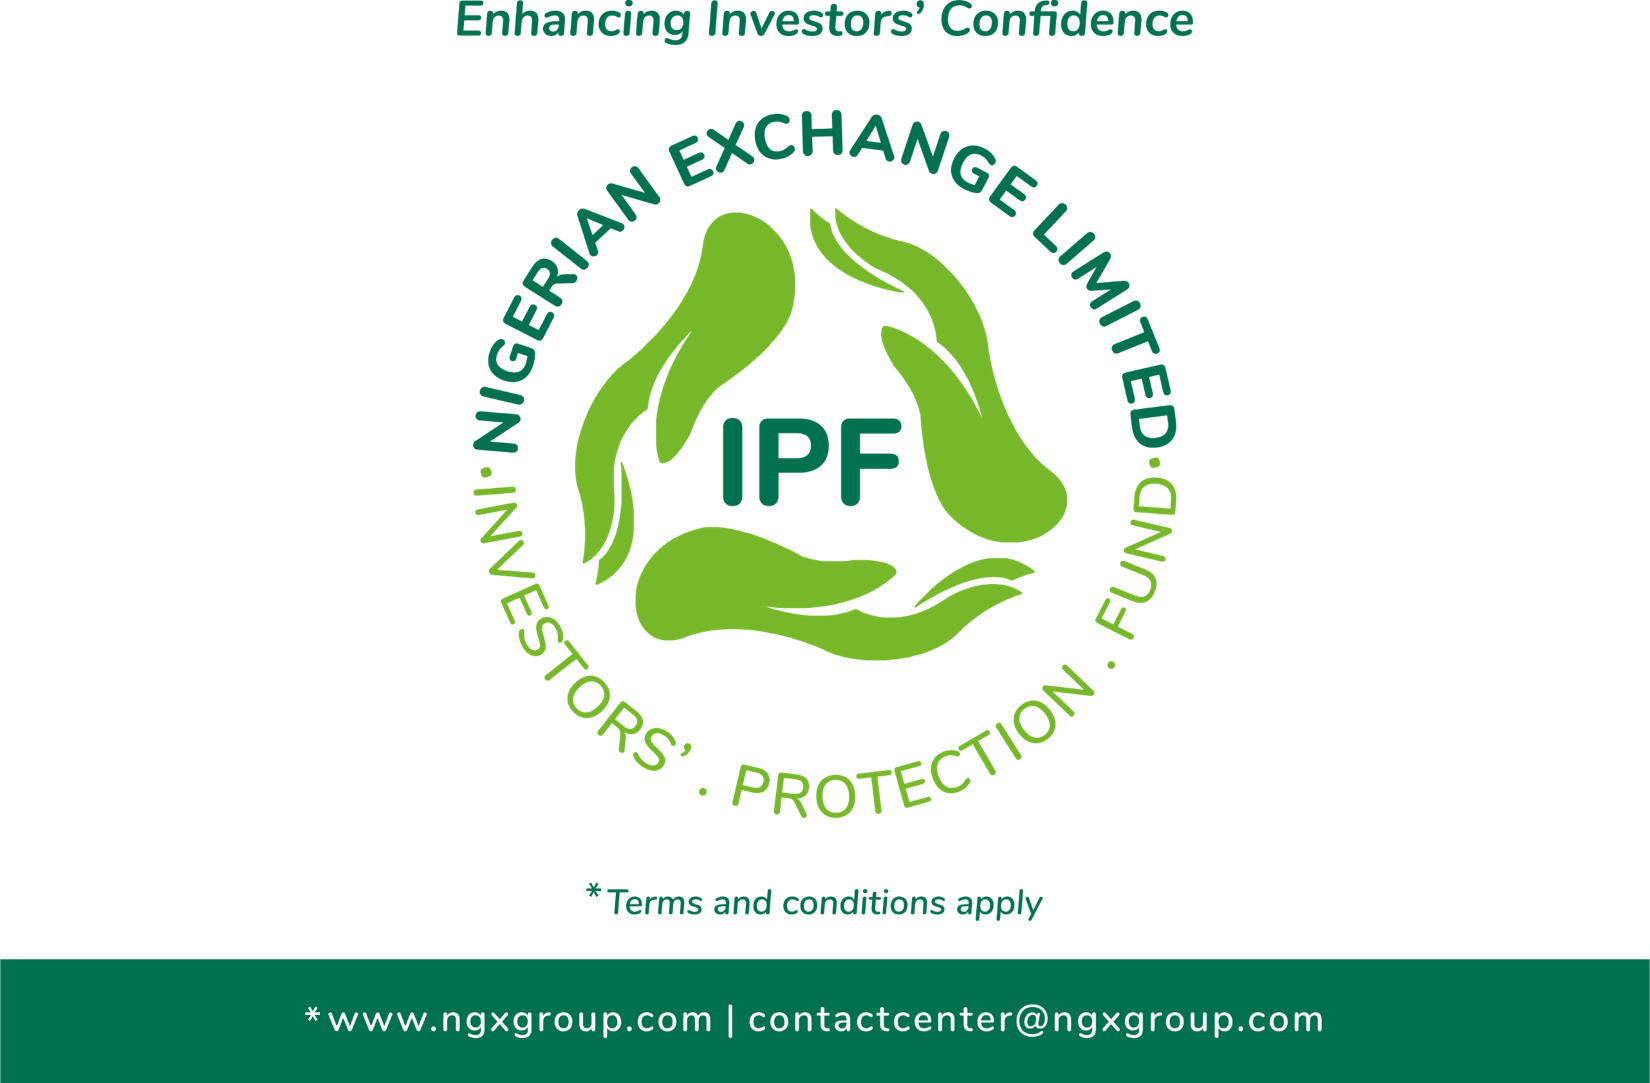 Enhancing Investors’ Confidence
NIGERIAN EXCHANGE LIMITED
IPF
·INVESTORS’ . PROTECTION . FUND·
*Terms and conditions apply
*www.ngxgroup.com | contactcenter@ngxgroup.com